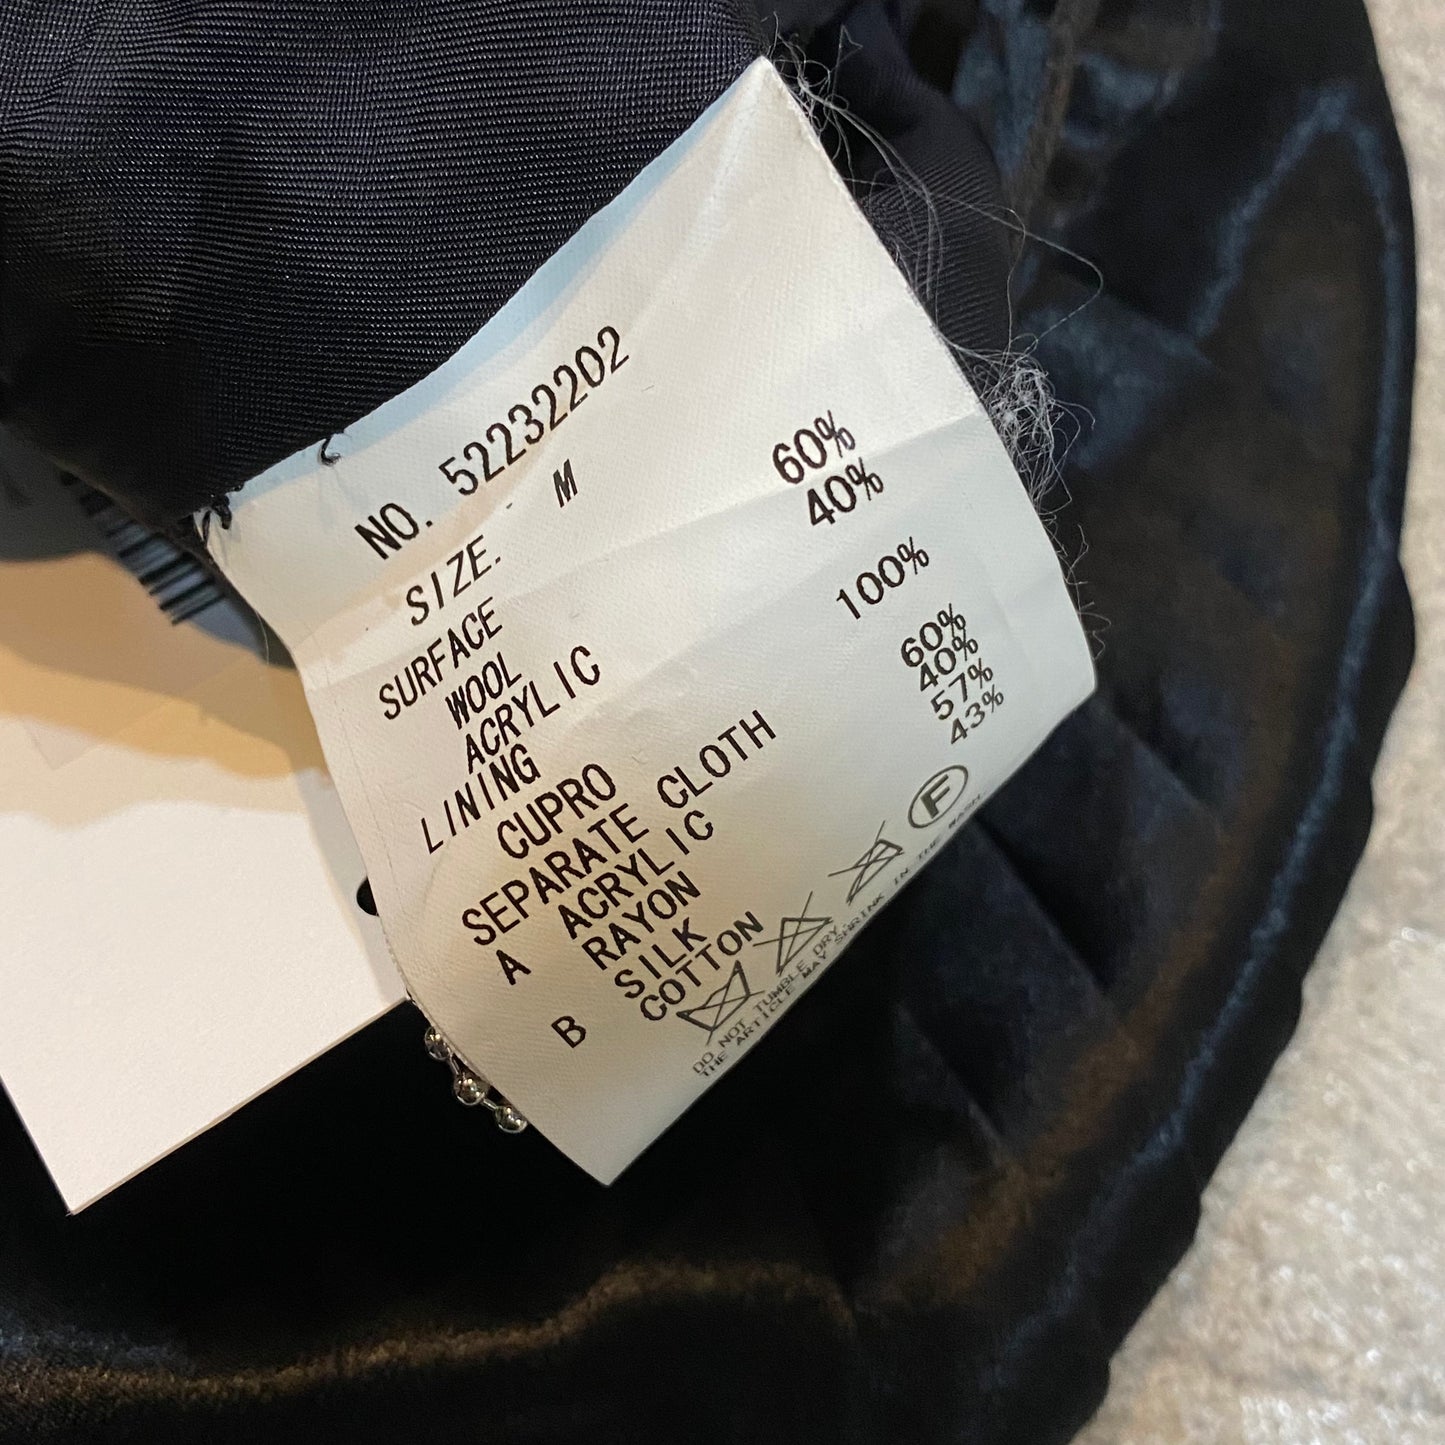 NO. 52232202
SIZE. M
SURFACE
WOOL 60%
ACRYLIC 40%
LINING
CUPRO 100%
SEPARATE CLOTH
A ACRYLIC 60%
RAYON 40%
SILK 57%
B COTTON 43%
F
DO NOT TUMBLE DRY.
THE ARTICLE MAY SHRINK IN THE WASH.